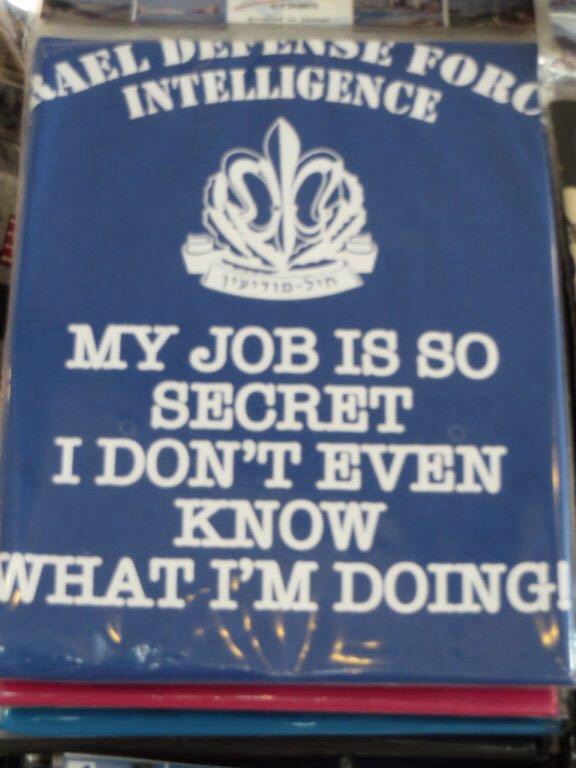 RAEL DEFENSE FORC
INTELLIGENCE
חיל-מודיעין
MY JOB IS SO
SECRET
I DON'T EVEN
KNOW
WHAT I'M DOING!